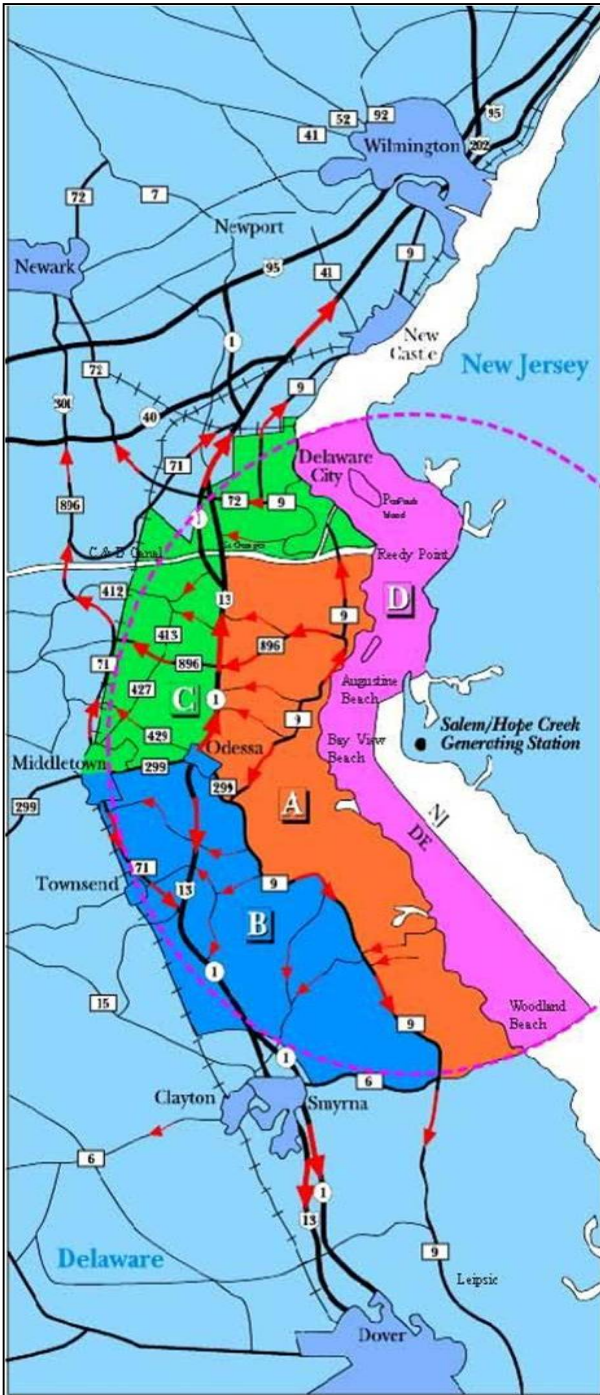 95
52
92
41
Wilmington
202
72
7
Newport
9
Newark
95
41
New
Castle
New Jersey
1
72
301
40
9
71
Delaware
City
72
9
896
1
C & D Canal
Reedy Point
412
13
D
9
413
896
896
71
Augustine
Beach
427
C
1
9
Salem/Hope Creek
Generating Station
429
Odessa
Bay View
Beach
Middletown
299
299
299
A
NJ
DE
71
Townsend
13
9
B
1
15
Woodland
Beach
9
1
6
Clayton
Smyrna
6
1
13
Delaware
9
Leipsic
Dover